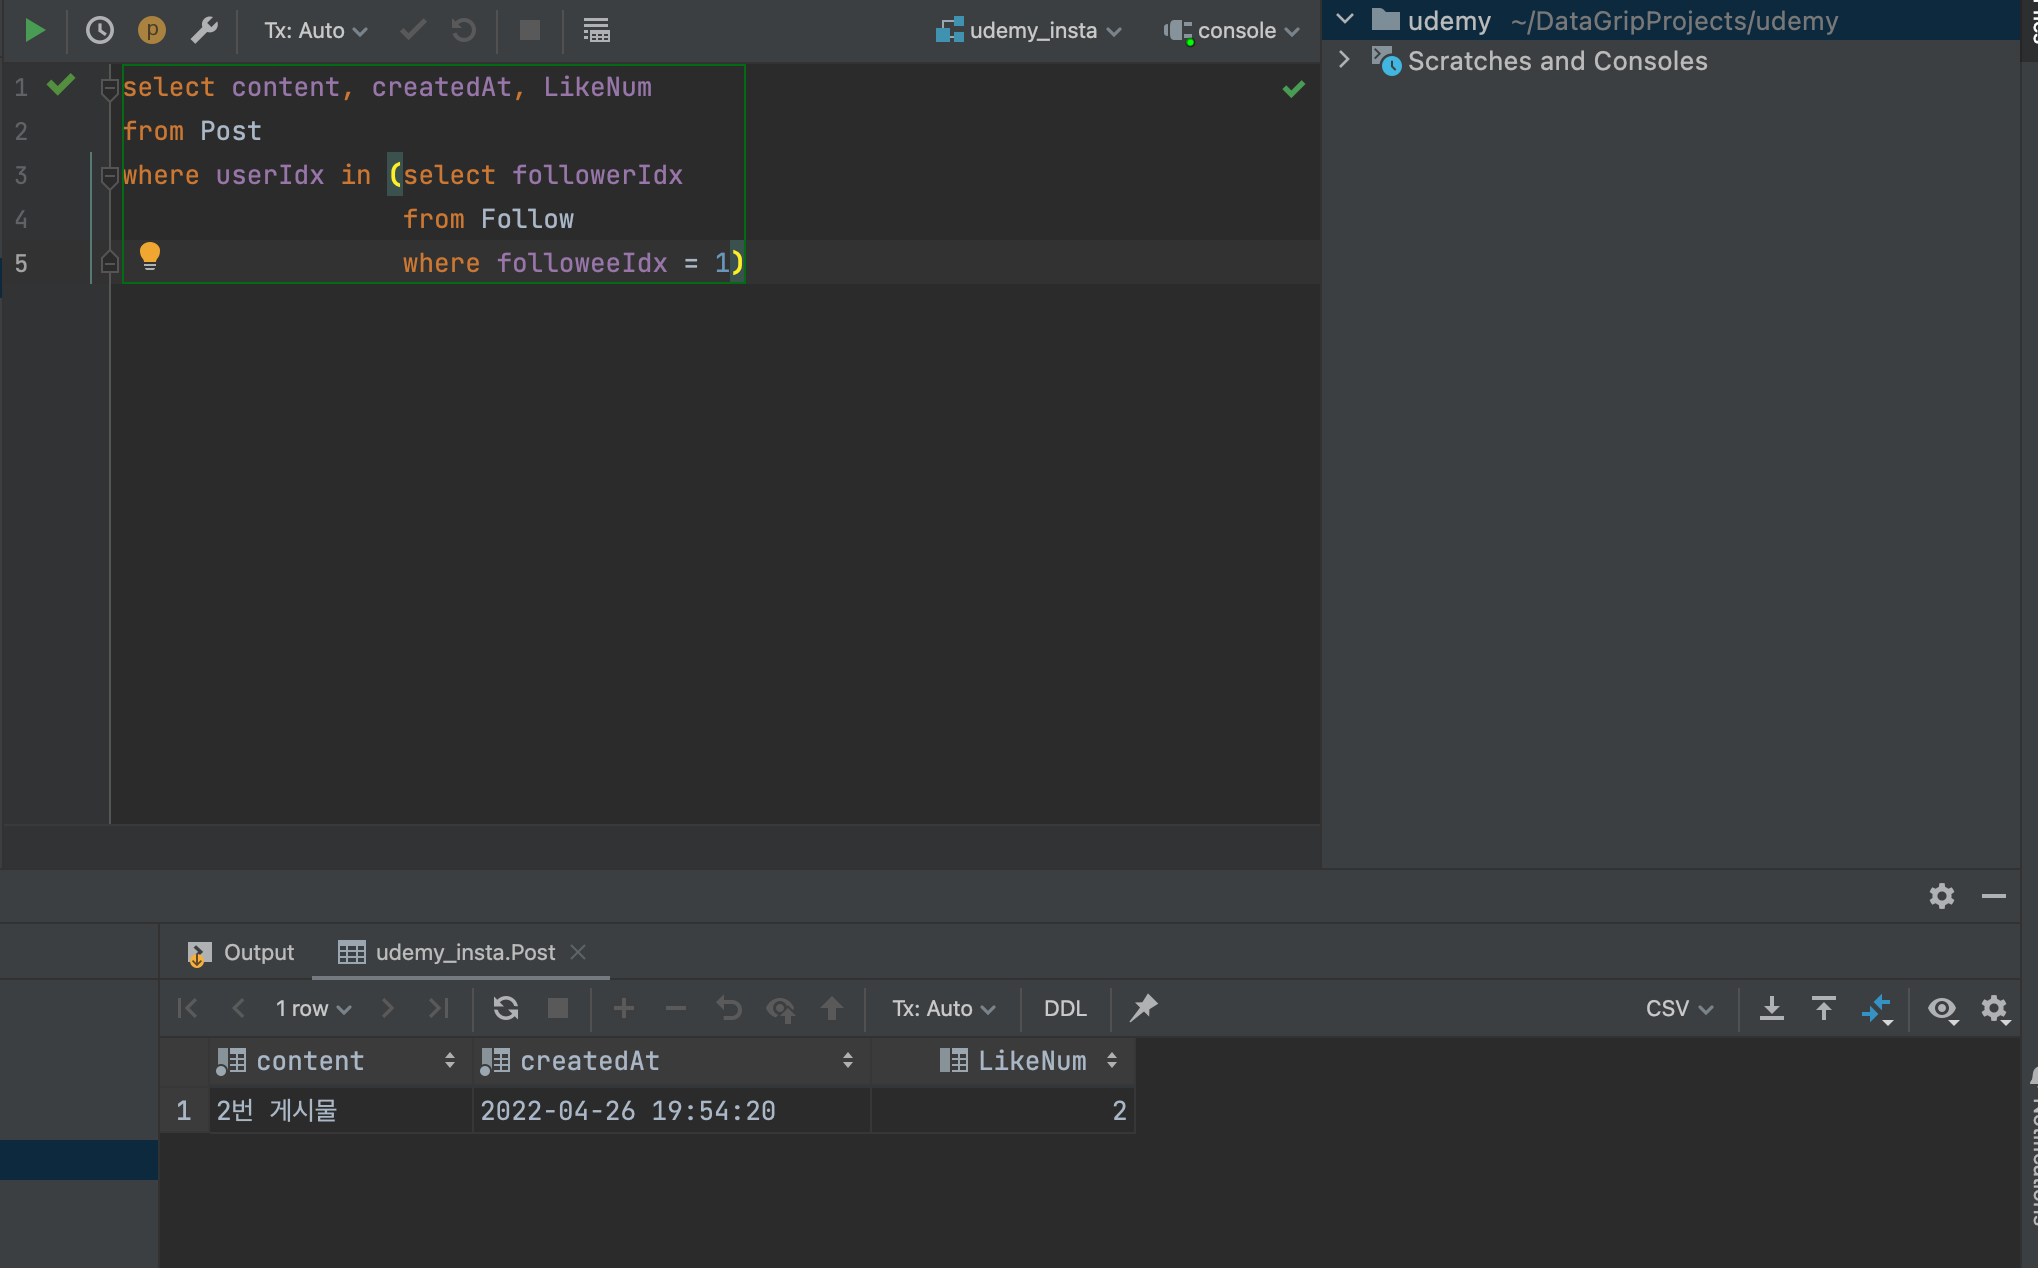 Tx: Auto
udemy_insta
console
udemy ~/DataGripProjects/udemy
Scratches and Consoles
1 select content, createdAt, LikeNum
2 from Post
3 where userIdx in (select followerIdx
4 from Follow
5 where followeeIdx = 1)
Output
udemy_insta.Post
1 row
Tx: Auto
DDL
CSV
content createdAt LikeNum
1 2번 게시물 2022-04-26 19:54:20 2
Notifications